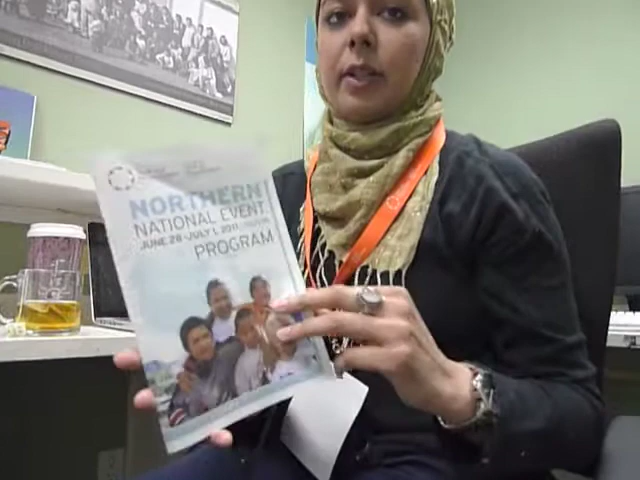 NORTHERN
NATIONAL EVENT
JUNE 28 - JULY 1, 2011
PROGRAM